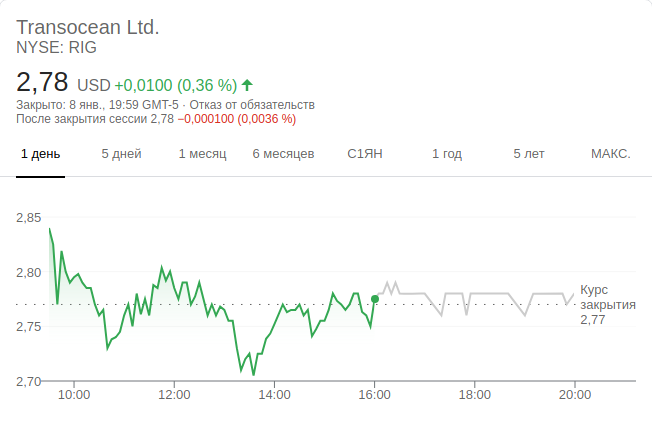 Transocean Ltd.
NYSE: RIG
2,78 USD +0,0100 (0,36 %)
Закрыто: 8 янв., 19:59 GMT-5 · Отказ от обязательств
После закрытия сессии 2,78 −0,000100 (0,0036 %)
1 день 5 дней 1 месяц 6 месяцев С1ЯН 1 год 5 лет МАКС.
2,85
2,80
Курс
закрытия
2,77
2,75
2,70
10:00 12:00 14:00 16:00 18:00 20:00